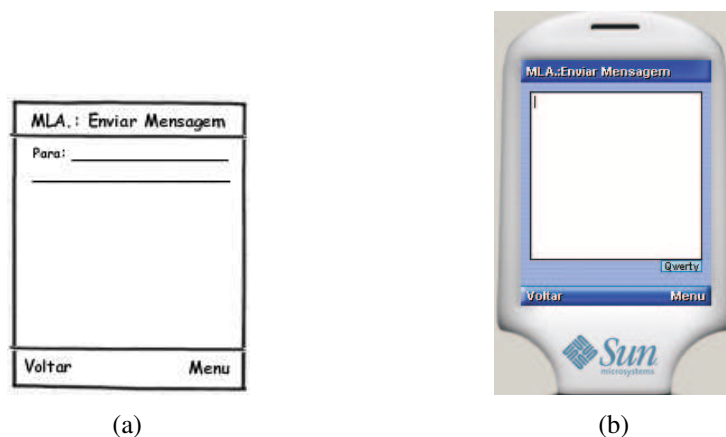 MLA.: Enviar Mensagem
Para:
Voltar Menu
(a)
MLA.:Enviar Mensagem
Qwerty
Voltar Menu
Sun
microsystems
(b)